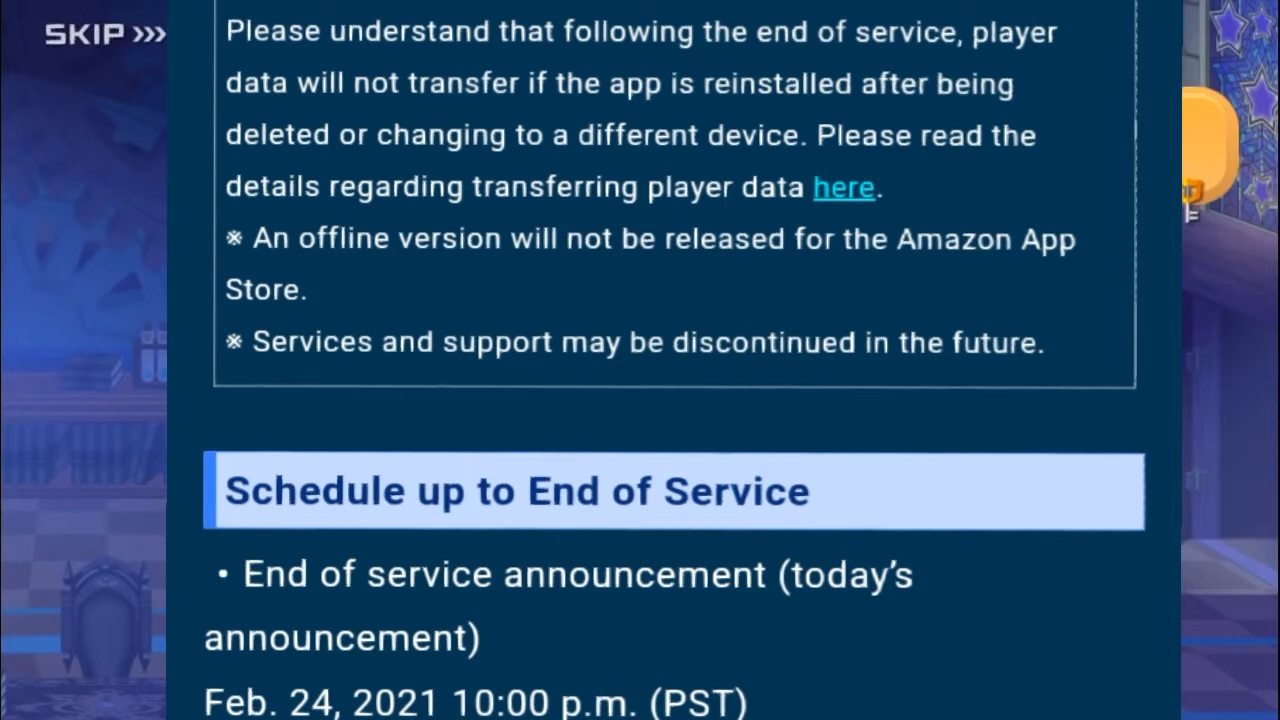 SKIP >>>
Please understand that following the end of service, player
data will not transfer if the app is reinstalled after being
deleted or changing to a different device. Please read the
details regarding transferring player data here.
※ An offline version will not be released for the Amazon App
Store.
※ Services and support may be discontinued in the future.
Schedule up to End of Service
・End of service announcement (today’s
announcement)
Feb. 24, 2021 10:00 p.m. (PST)